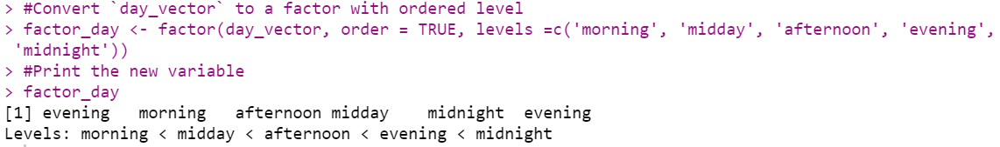 > #Convert `day_vector` to a factor with ordered level
> factor_day <- factor(day_vector, order = TRUE, levels =c('morning', 'midday', 'afternoon', 'evening',
 'midnight'))
> #Print the new variable
> factor_day
[1] evening   morning   afternoon midday    midnight  evening
Levels: morning < midday < afternoon < evening < midnight